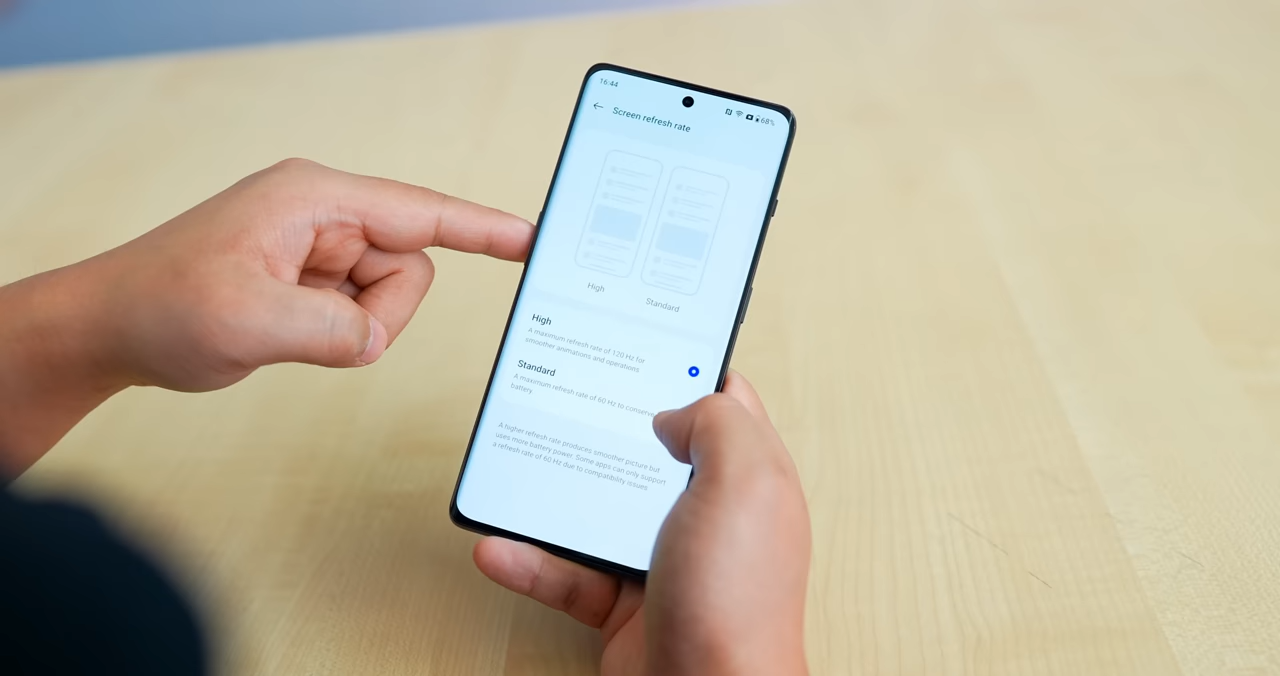 16:44
68%
Screen refresh rate
High
Standard
High
A maximum refresh rate of 120 Hz for
smoother animations and operations
Standard
A maximum refresh rate of 60 Hz to conserve
battery.
A higher refresh rate produces smoother picture but
uses more battery power. Some apps can only support
a refresh rate of 60 Hz due to compatibility issues.